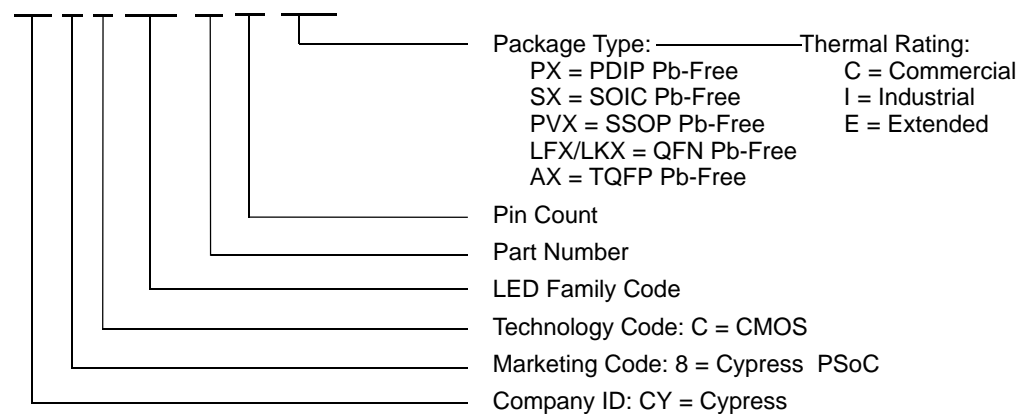 Package Type: Thermal Rating:
PX = PDIP Pb-Free C = Commercial
SX = SOIC Pb-Free I = Industrial
PVX = SSOP Pb-Free E = Extended
LFX/LKX = QFN Pb-Free
AX = TQFP Pb-Free
Pin Count
Part Number
LED Family Code
Technology Code: C = CMOS
Marketing Code: 8 = Cypress PSoC
Company ID: CY = Cypress